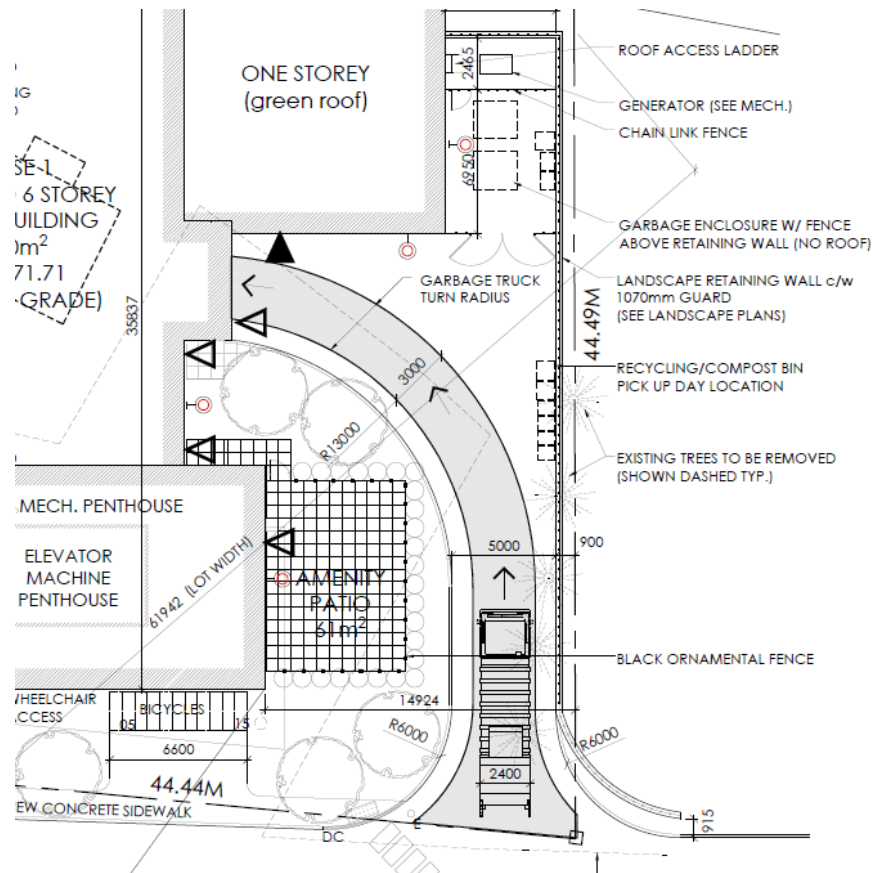 ROOF ACCESS LADDER
2465
ONE STOREY
(green roof)
GENERATOR (SEE MECH.)
CHAIN LINK FENCE
6950
6 STOREY
GARBAGE ENCLOSURE W/ FENCE
ABOVE RETAINING WALL (NO ROOF)
71.71
GARBAGE TRUCK
TURN RADIUS
LANDSCAPE RETAINING WALL c/w
1070mm GUARD
(SEE LANDSCAPE PLANS)
GRADE)
35837
44.49M
3000
RECYCLING/COMPOST BIN
PICK UP DAY LOCATION
R13000
EXISTING TREES TO BE REMOVED
(SHOWN DASHED TYP.)
MECH. PENTHOUSE
5000
900
ELEVATOR
MACHINE
PENTHOUSE
61942 (LOT WIDTH)
AMENITY
PATIO
61m²
BLACK ORNAMENTAL FENCE
WHEELCHAIR
ACCESS
BICYCLES
05
15
14924
R6000
R6000
6600
2400
44.44M
EW CONCRETE SIDEWALK
915
E
DC